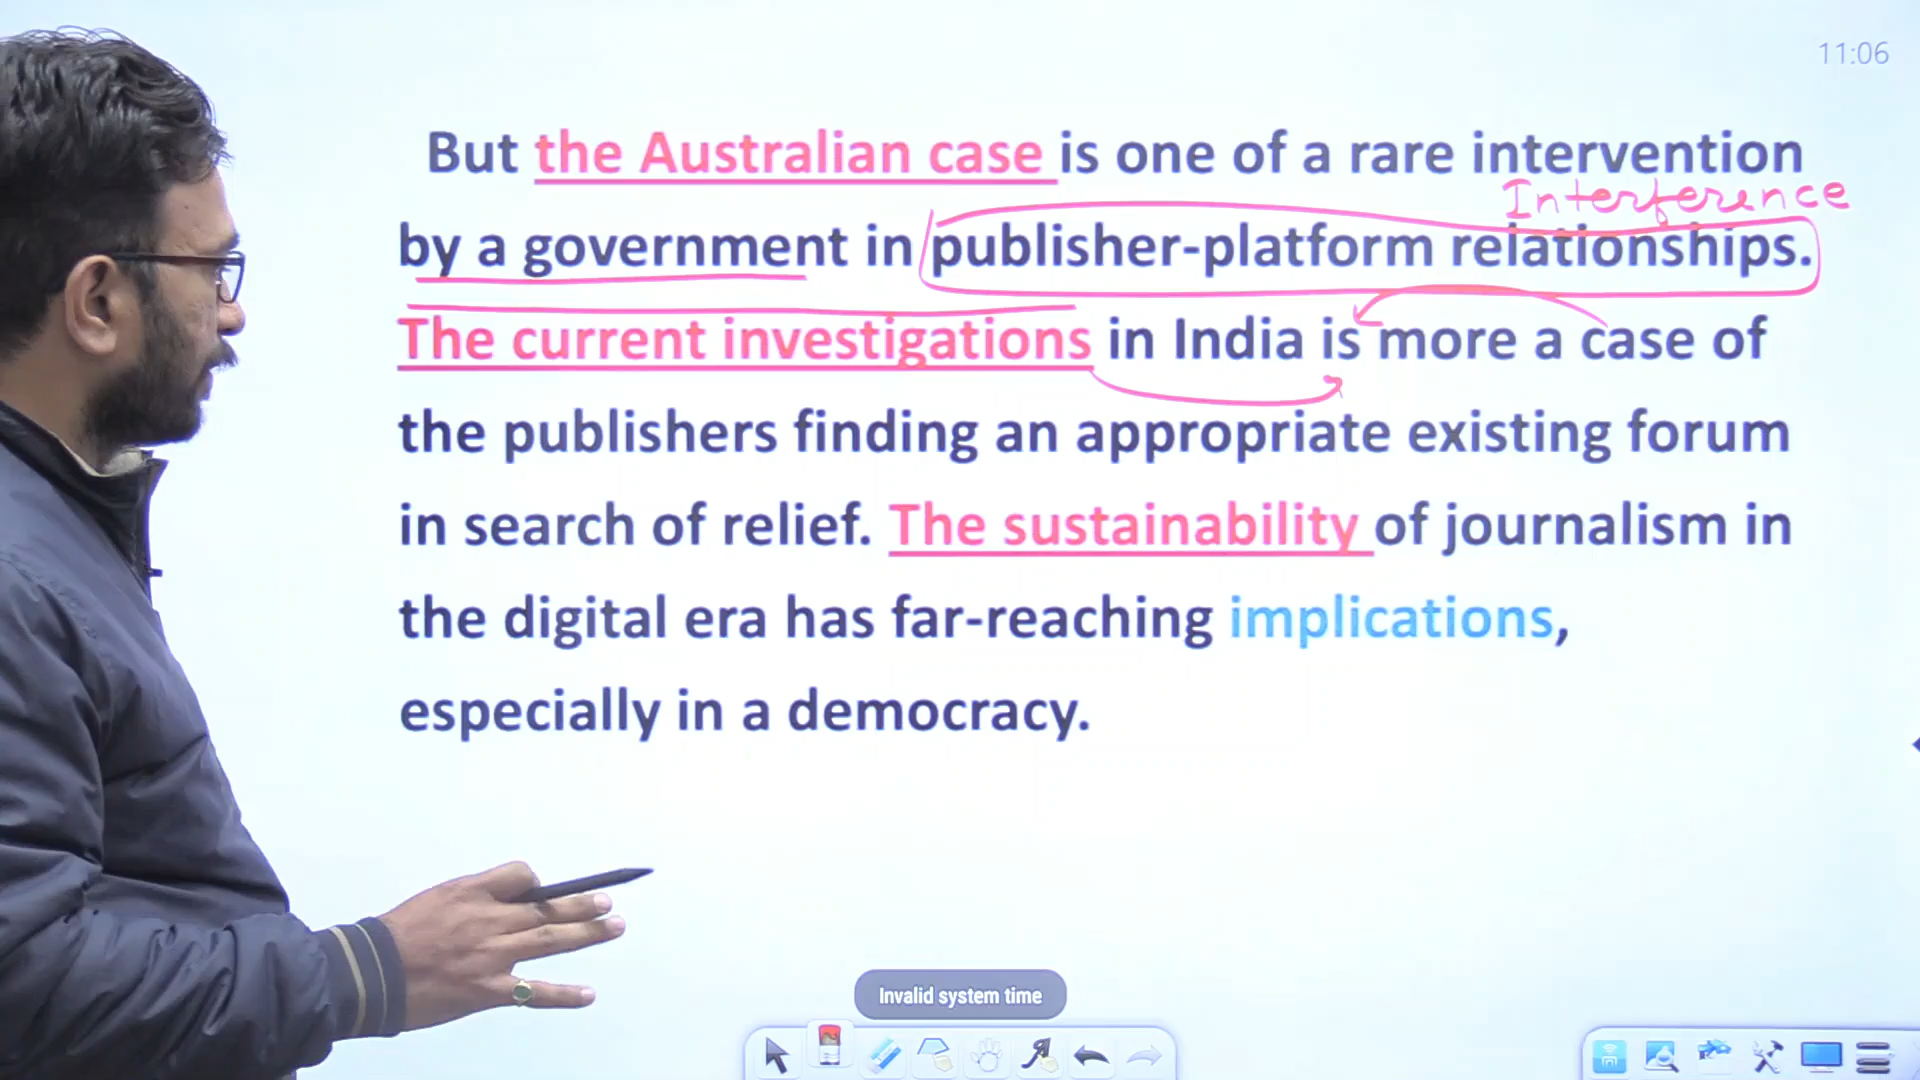 11:06
But the Australian case is one of a rare intervention
Interference
by a government in publisher-platform relationships.
The current investigations in India is more a case of
the publishers finding an appropriate existing forum
in search of relief. The sustainability of journalism in
the digital era has far-reaching implications,
especially in a democracy.
Invalid system time